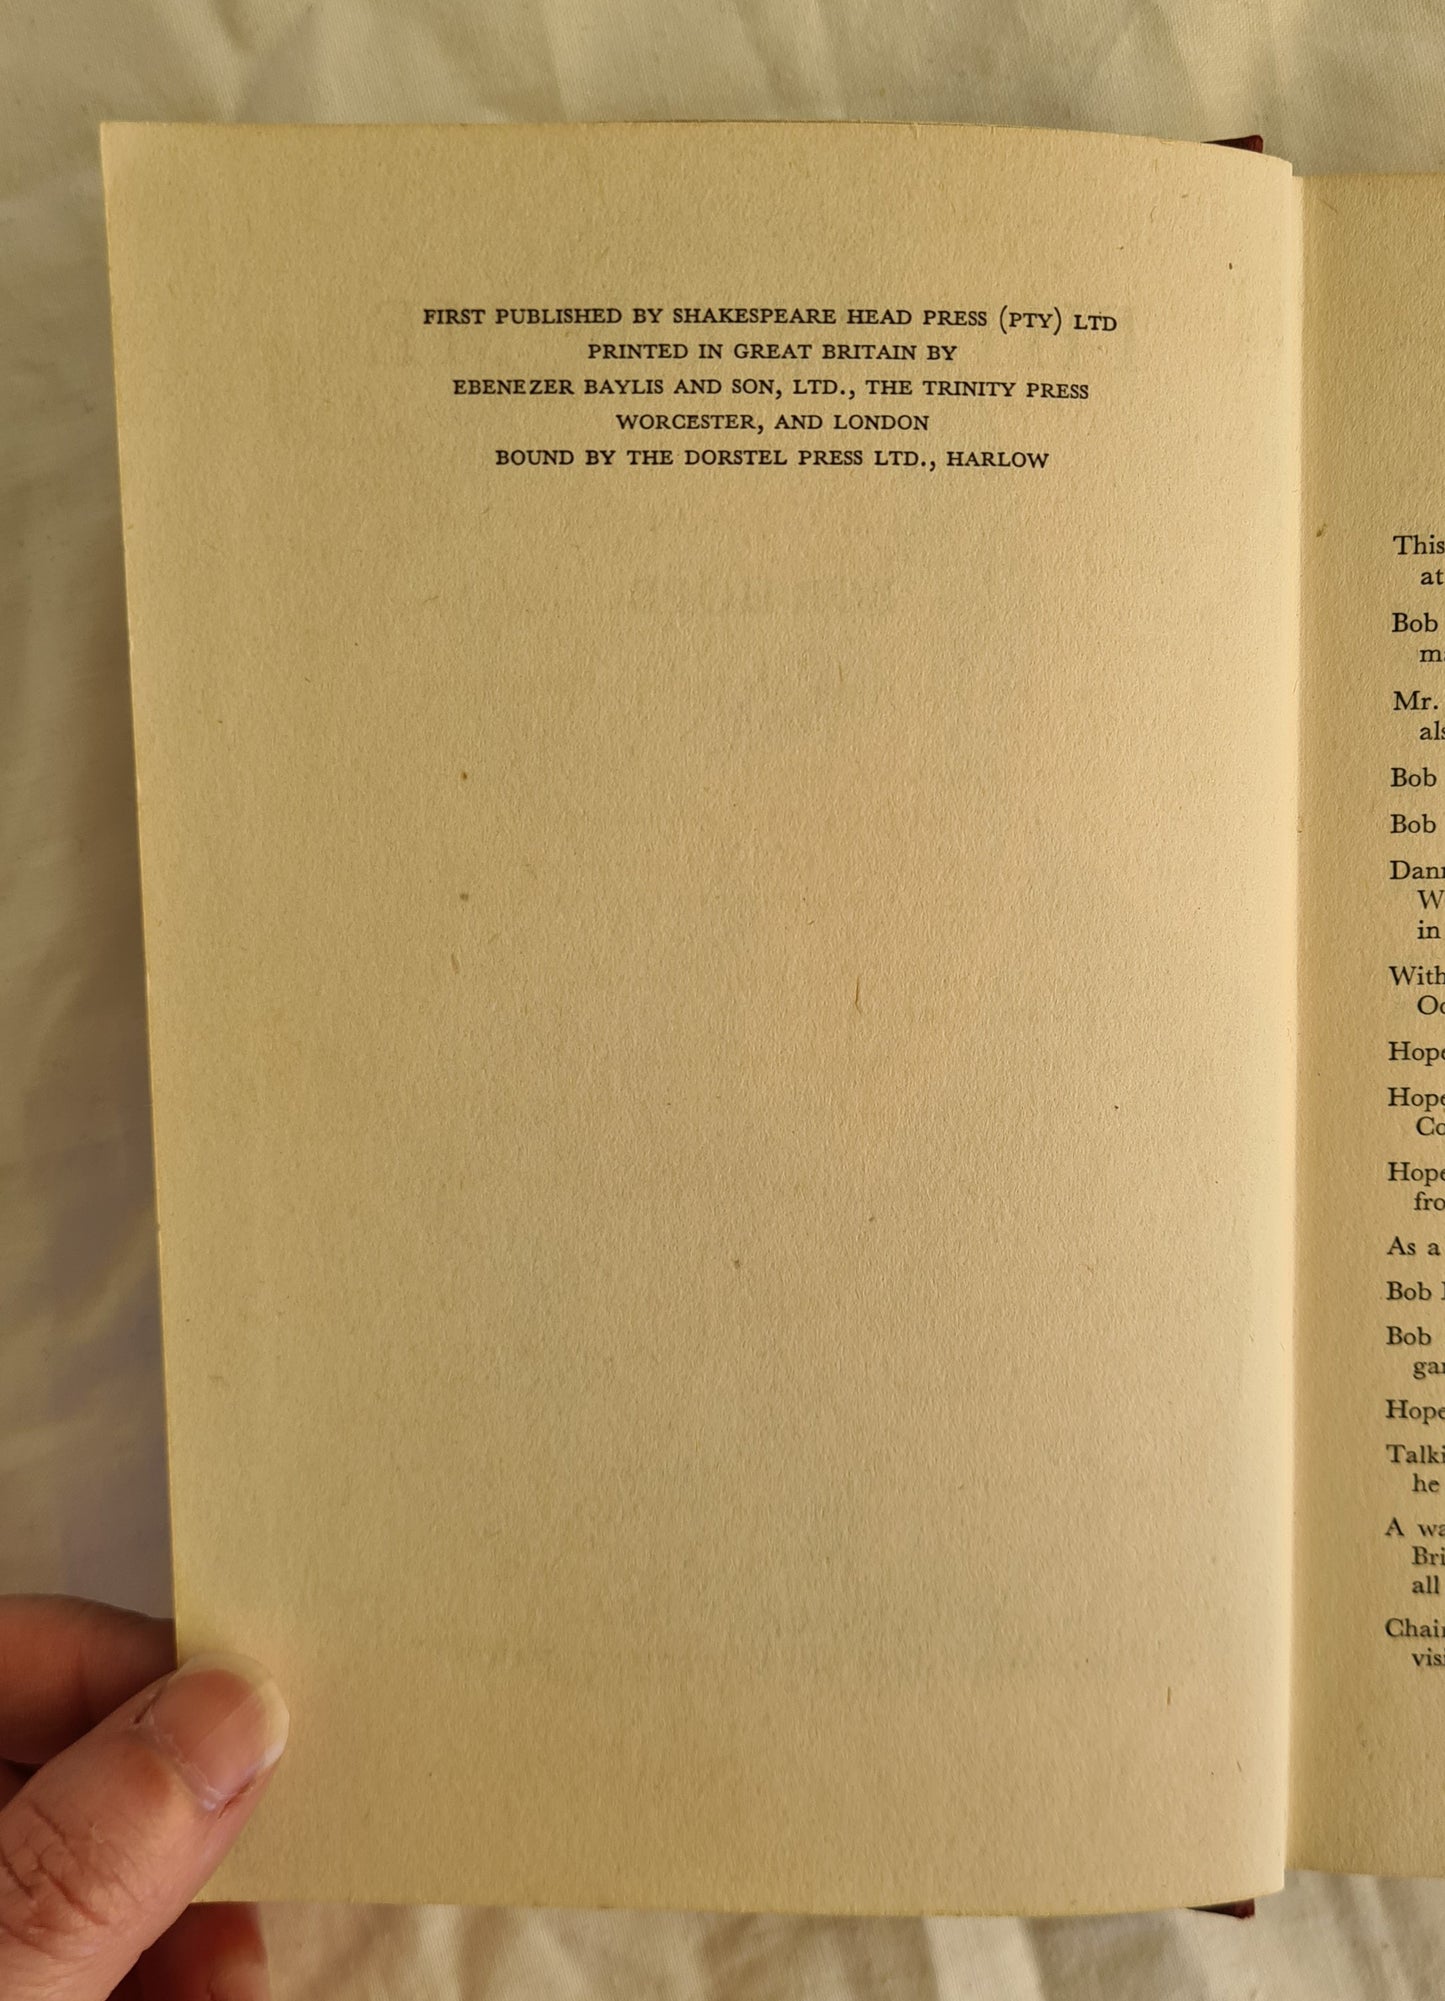 FIRST PUBLISHED BY SHAKESPEARE HEAD PRESS (PTY) LTD
PRINTED IN GREAT BRITAIN BY
EBENEZER BAYLIS AND SON, LTD., THE TRINITY PRESS
WORCESTER, AND LONDON
BOUND BY THE DORSTEL PRESS LTD., HARLOW
This
at
Bob
Mr.
Bob
Bob
in
With
As a
Bob
Bob
he
A
all